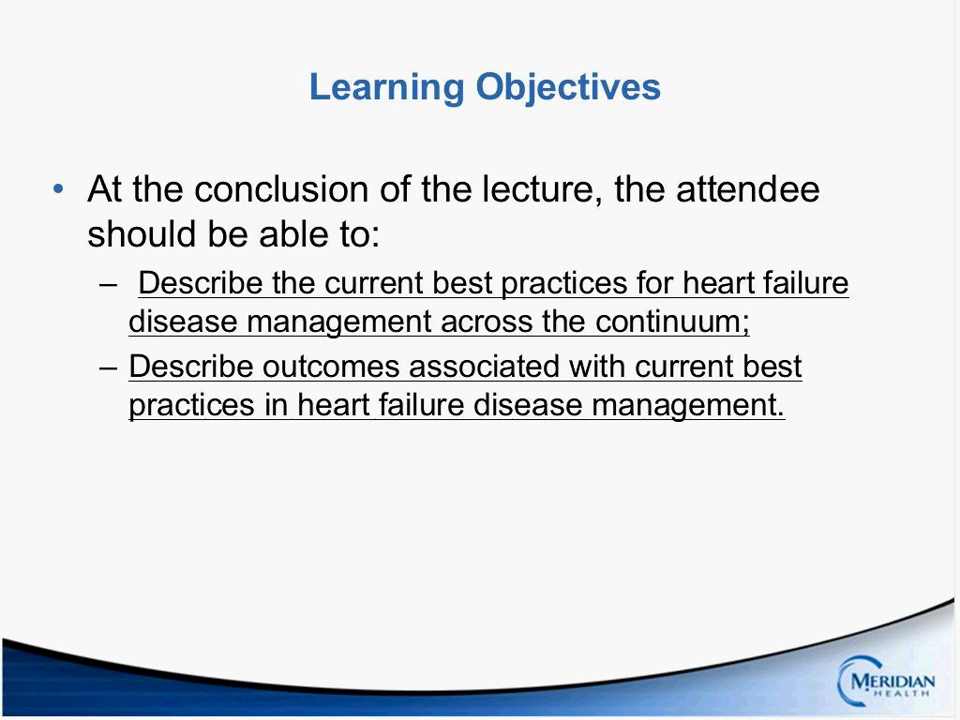 Learning Objectives
• At the conclusion of the lecture, the attendee
should be able to:
– Describe the current best practices for heart failure
disease management across the continuum;
– Describe outcomes associated with current best
practices in heart failure disease management.
MERIDIAN
HEALTH